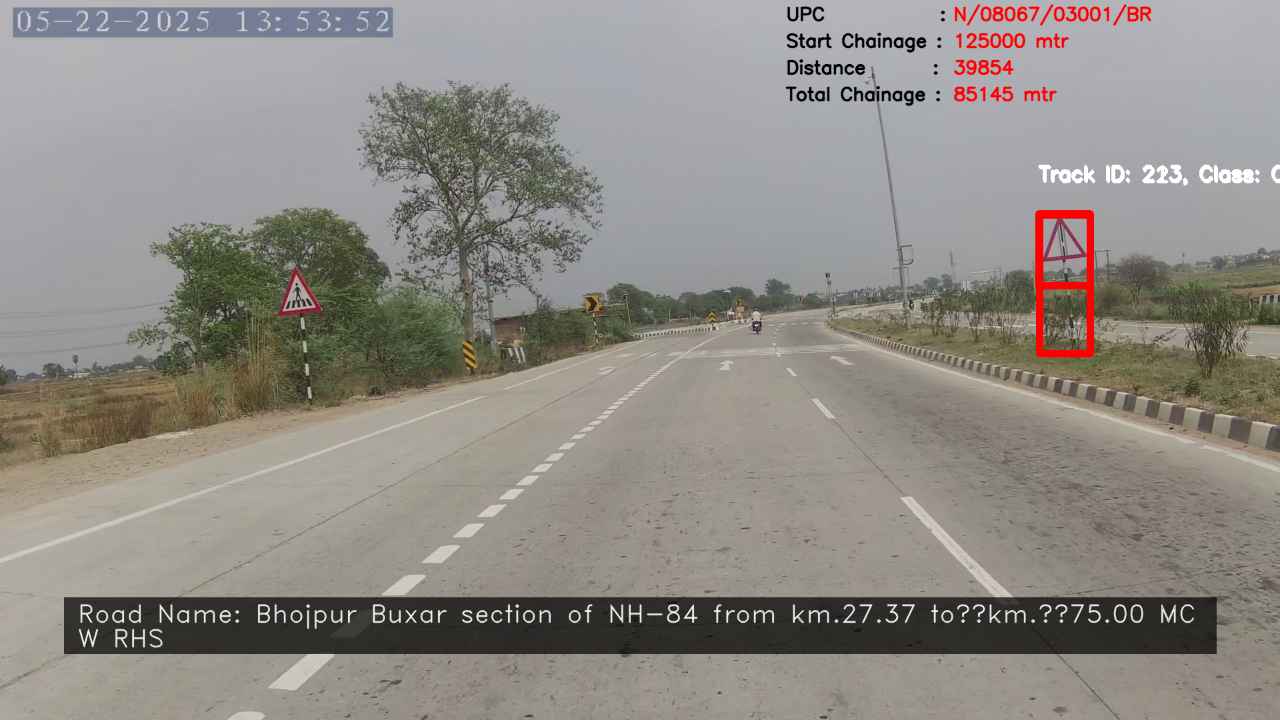 05-22-2025 13:53:52
UPC : N/08067/03001/BR
Start Chainage : 125000 mtr
Distance : 39854
Total Chainage : 85145 mtr
Track ID: Class:
Road Name: Bhojpur Buxar section of NH-84 from km.27.37 to??km.??75.00 MC
W RHS